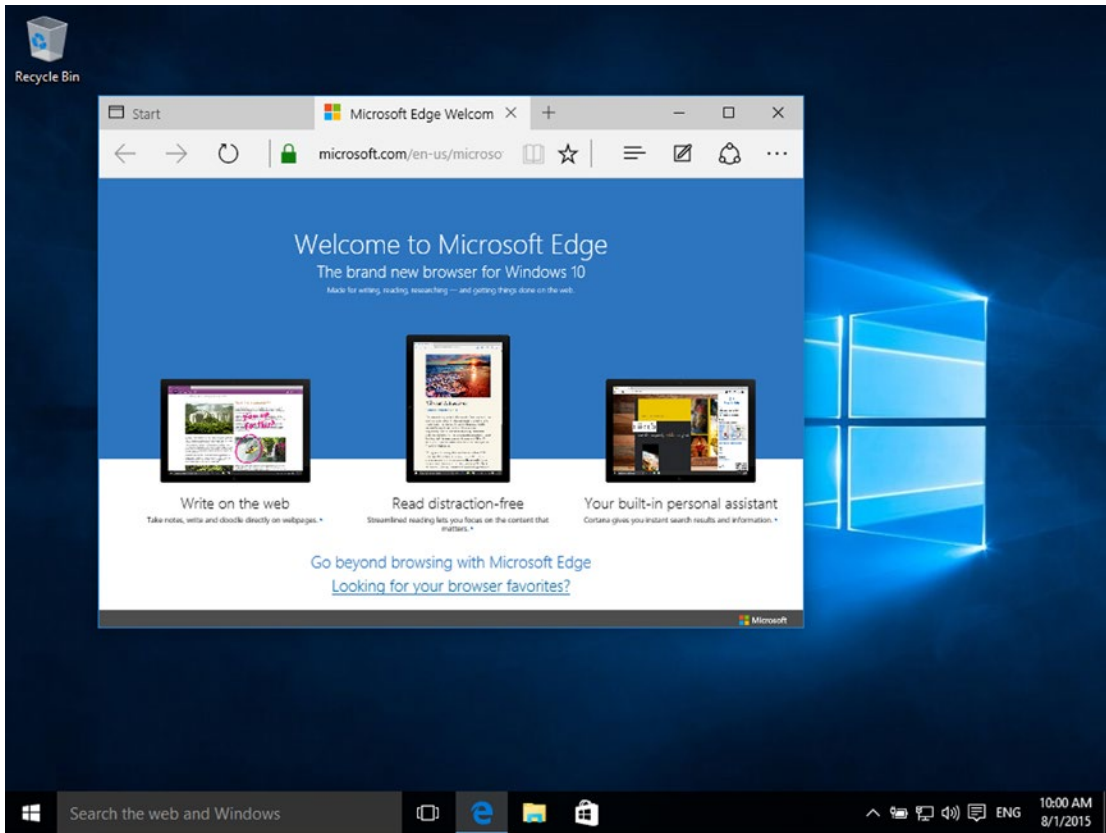 Recycle Bin
Start
Microsoft Edge Welcom
microsoft.com/en-us/microso
Welcome to Microsoft Edge
The brand new browser for Windows 10
Made for writing, reading, researching — and getting things done on the web.
Write on the web
Take notes, write and doodle directly on webpages.
Read distraction-free
Streamlined reading lets you focus on the content that
matters.
Your built-in personal assistant
Cortana gives you instant search results and information.
Go beyond browsing with Microsoft Edge
Looking for your browser favorites?
Microsoft
Search the web and Windows
ENG
10:00 AM
8/1/2015